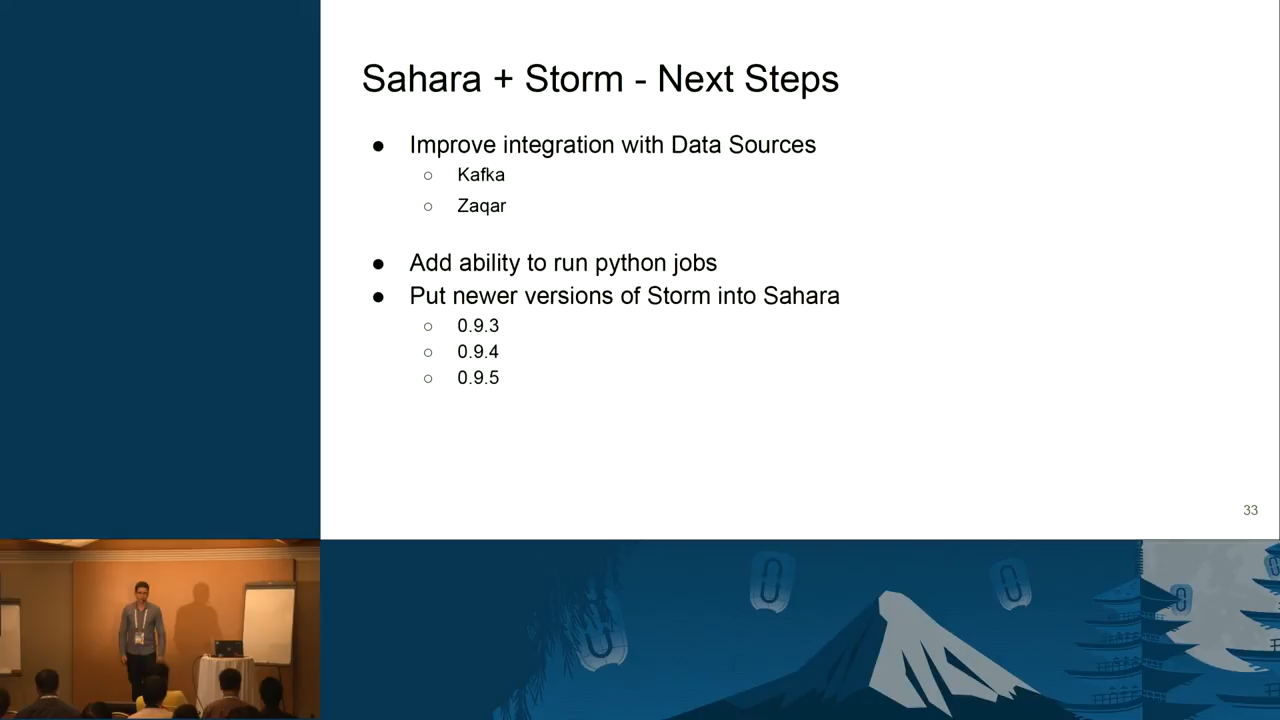 Sahara + Storm - Next Steps
● Improve integration with Data Sources
○ Kafka
○ Zaqar
● Add ability to run python jobs
● Put newer versions of Storm into Sahara
○ 0.9.3
○ 0.9.4
○ 0.9.5
33